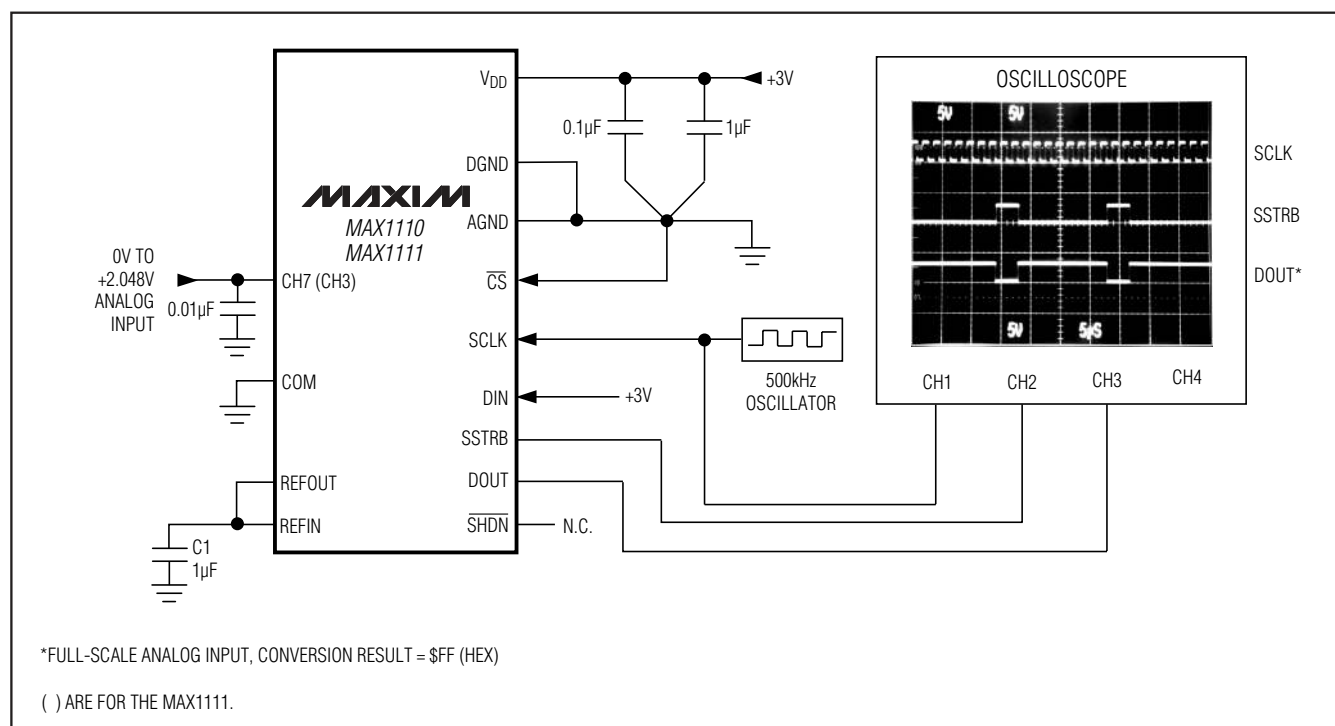 V_DD
+3V
0.1µF
1µF
DGND
MAXIM
MAX1110
MAX1111
AGND
0V TO
+2.048V
ANALOG
INPUT
0.01µF
CH7 (CH3)
CS
SCLK
500kHz
OSCILLATOR
COM
DIN
+3V
SSTRB
REFOUT
DOUT
REFIN
SHDN
N.C.
C1
1µF
OSCILLOSCOPE
5V 5V
SCLK
SSTRB
DOUT*
5V 5µS
CH1 CH2 CH3 CH4
*FULL-SCALE ANALOG INPUT, CONVERSION RESULT = $FF (HEX)
( ) ARE FOR THE MAX1111.